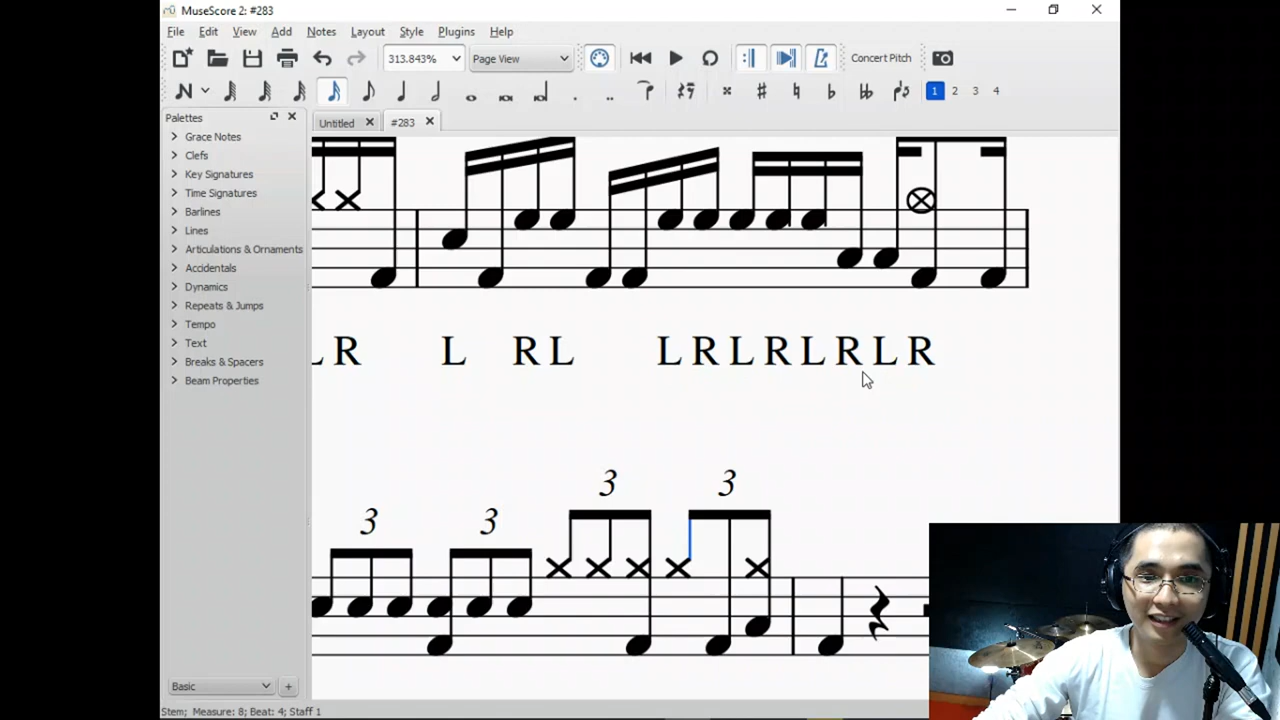 MuseScore 2: #283
File Edit View Add Notes Layout Style Plugins Help
313.843% Page View Concert Pitch
1 2 3 4
Palettes
Untitled #283
Grace Notes
Clefs
Key Signatures
Time Signatures
Barlines
Lines
Articulations & Ornaments
Accidentals
Dynamics
Repeats & Jumps
Tempo
Text
Breaks & Spacers
Beam Properties
L R L R L L R L R L R L R
3 3 3 3
Basic
Stem; Measure: 8; Beat: 4; Staff 1